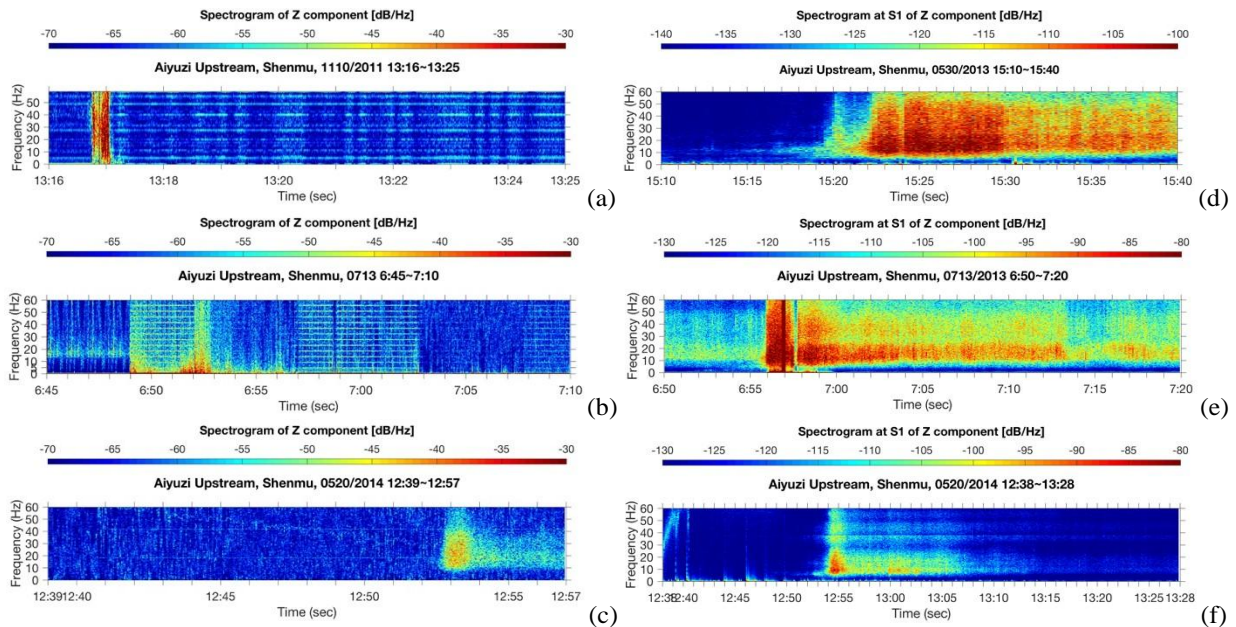 Spectrogram of Z component [dB/Hz]
-70 -65 -60 -55 -50 -45 -40 -35 -30
Aiyuzi Upstream, Shenmu, 1110/2011 13:16~13:25
Frequency (Hz)
50
40
30
20
10
0
13:16 13:18 13:20 13:22 13:24 13:25
Time (sec)
(a)
Spectrogram at S1 of Z component [dB/Hz]
-140 -135 -130 -125 -120 -115 -110 -105 -100
Aiyuzi Upstream, Shenmu, 0530/2013 15:10~15:40
Frequency (Hz)
60
50
40
30
20
10
0
15:10 15:15 15:20 15:25 15:30 15:35 15:40
Time (sec)
(d)
Spectrogram of Z component [dB/Hz]
-70 -65 -60 -55 -50 -45 -40 -35 -30
Aiyuzi Upstream, Shenmu, 0713 6:45~7:10
Frequency (Hz)
60
50
40
30
20
10
0
6:45 6:50 6:55 7:00 7:05 7:10
Time (sec)
(b)
Spectrogram at S1 of Z component [dB/Hz]
-130 -125 -120 -115 -110 -105 -100 -95 -90 -85 -80
Aiyuzi Upstream, Shenmu, 0713/2013 6:50~7:20
Frequency (Hz)
60
50
40
30
20
10
0
6:50 6:55 7:00 7:05 7:10 7:15 7:20
Time (sec)
(e)
Spectrogram of Z component [dB/Hz]
-70 -65 -60 -55 -50 -45 -40 -35 -30
Aiyuzi Upstream, Shenmu, 0520/2014 12:39~12:57
Frequency (Hz)
60
50
40
30
20
10
0
12:39 12:40 12:45 12:50 12:55 12:57
Time (sec)
(c)
Spectrogram at S1 of Z component [dB/Hz]
-130 -125 -120 -115 -110 -105 -100 -95 -90 -85 -80
Aiyuzi Upstream, Shenmu, 0520/2014 12:38~13:28
Frequency (Hz)
60
50
40
30
20
10
0
12:38 12:40 12:45 12:50 12:55 13:00 13:05 13:10 13:15 13:20 13:25 13:28
Time (sec)
(f)